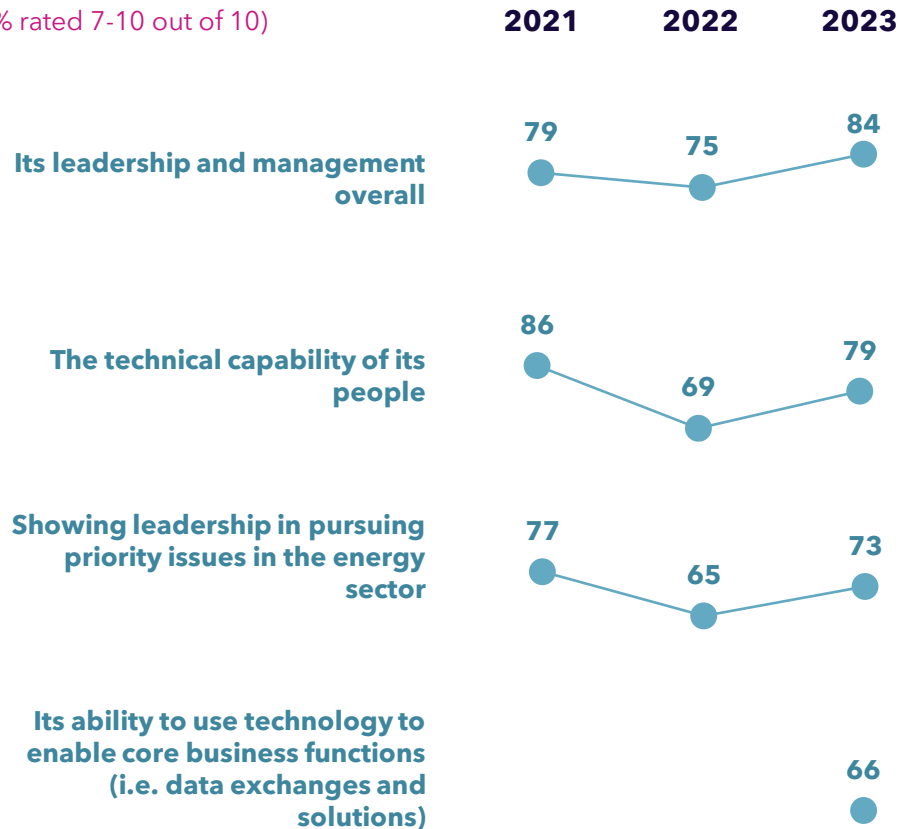 % rated 7-10 out of 10)
2021 2022 2023
79 75 84
Its leadership and management
overall
86 69 79
The technical capability of its
people
Showing leadership in pursuing
priority issues in the energy
sector
77 65 73
Its ability to use technology to
enable core business functions
(i.e. data exchanges and
solutions)
66